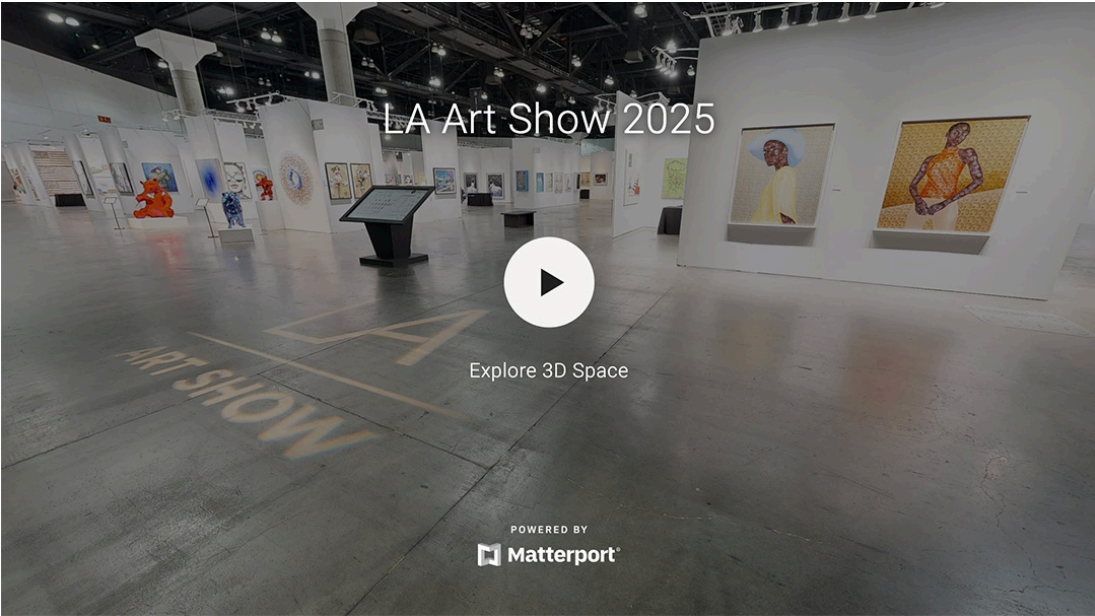 LA Art Show 2025
Explore 3D Space
LA
ART SHOW
POWERED BY
Matterport®